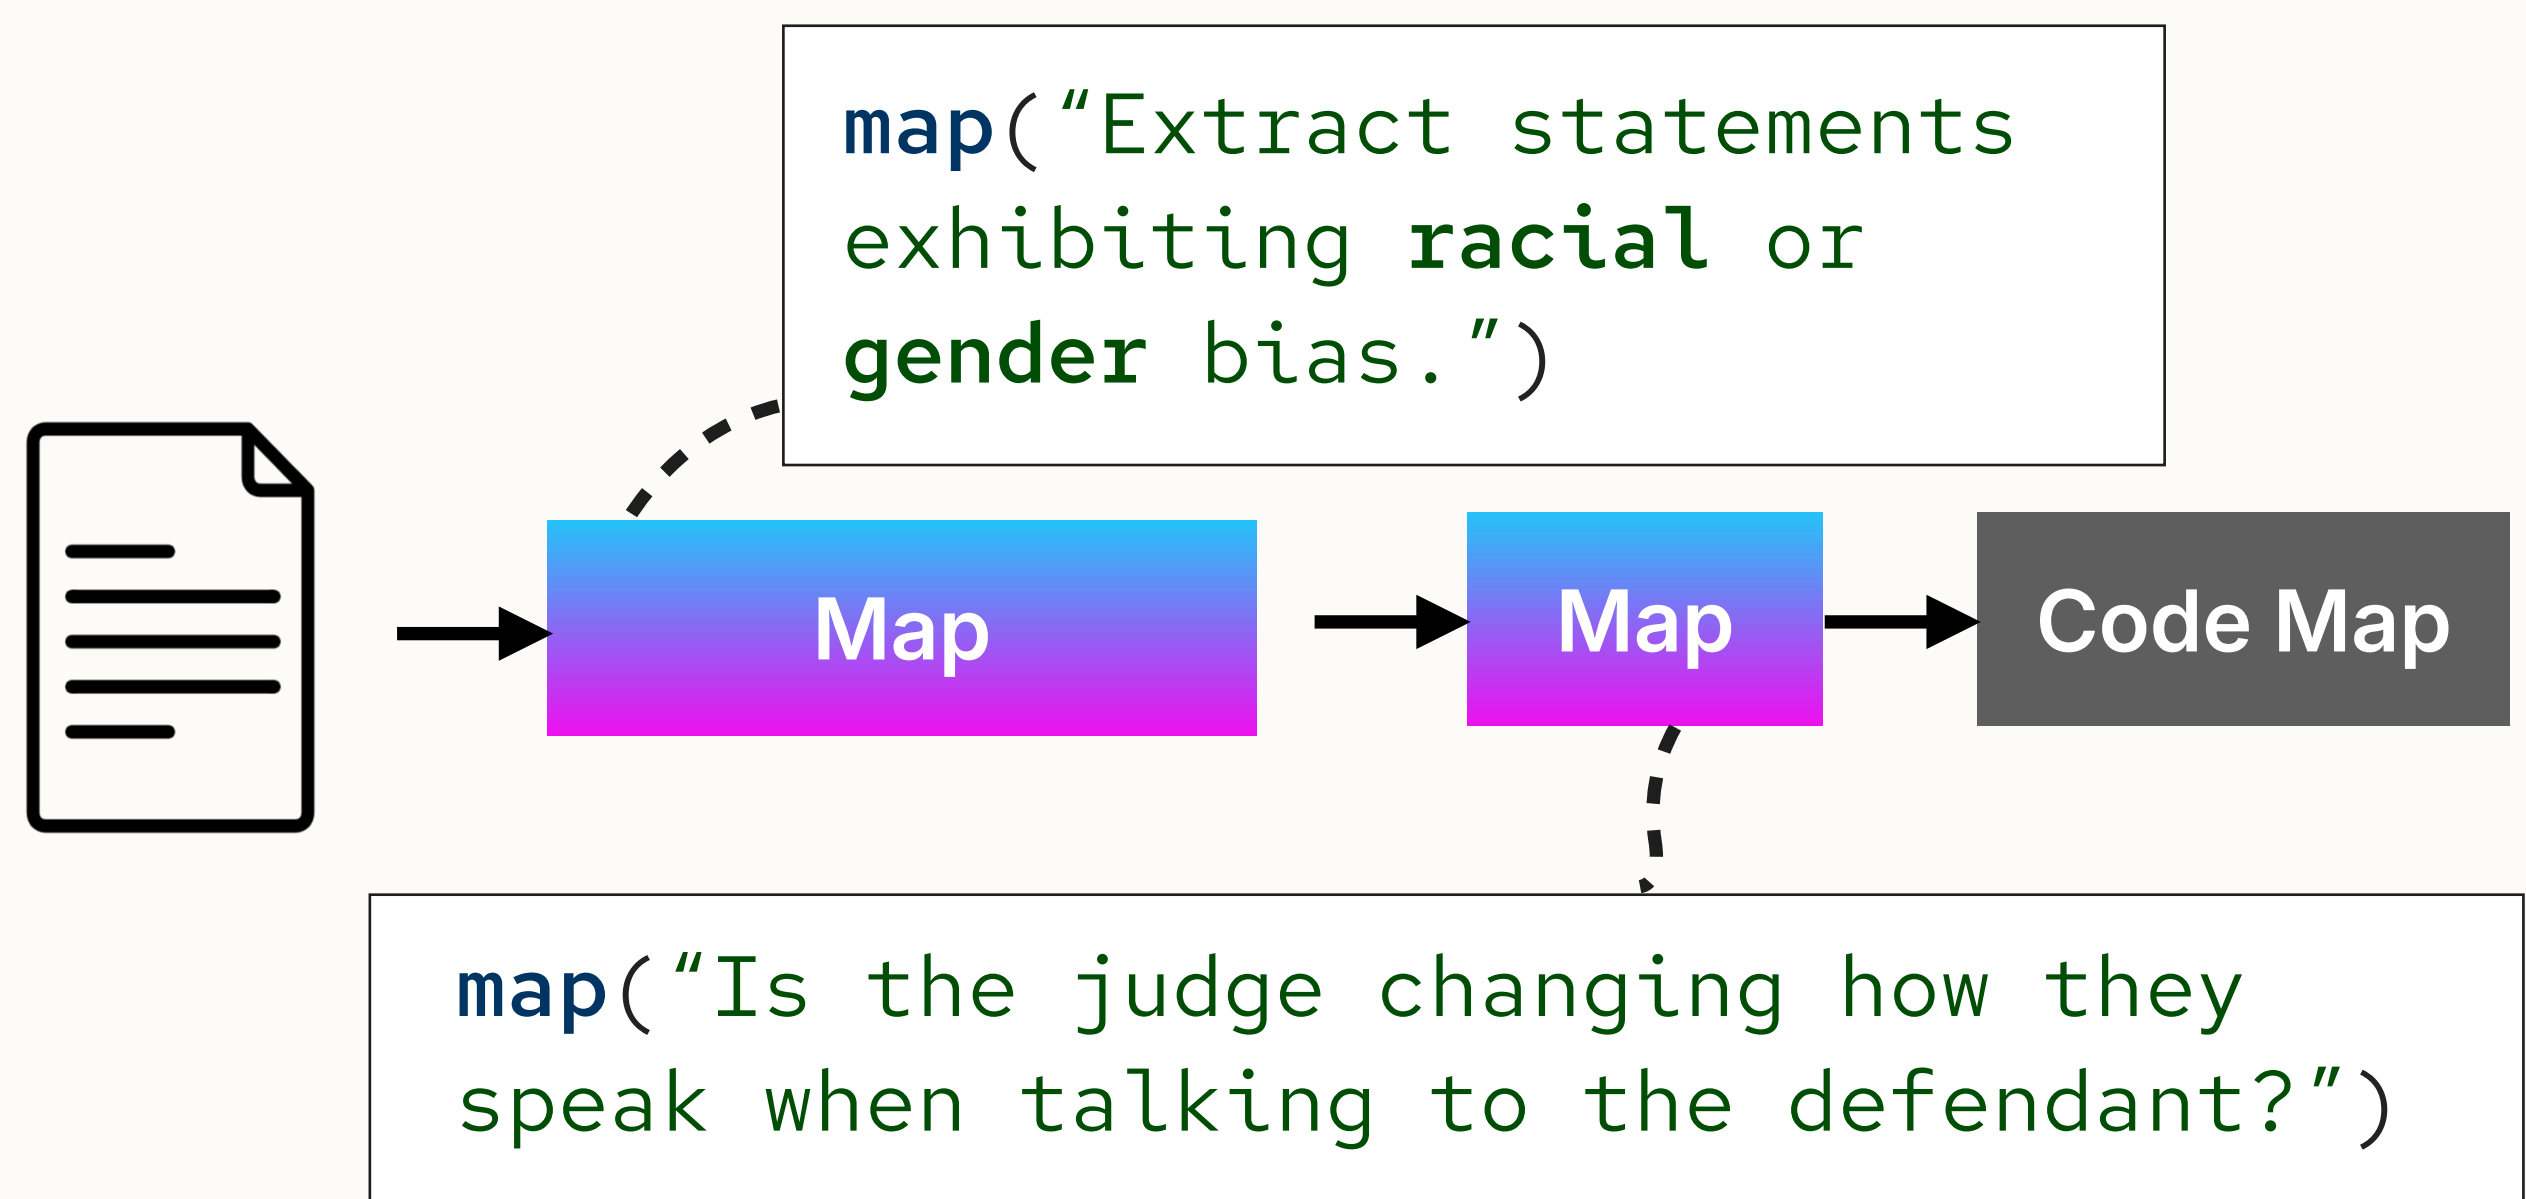 map(“Extract statements
exhibiting racial or
gender bias.”)
Map
Map
Code Map
map(“Is the judge changing how they
speak when talking to the defendant?”)